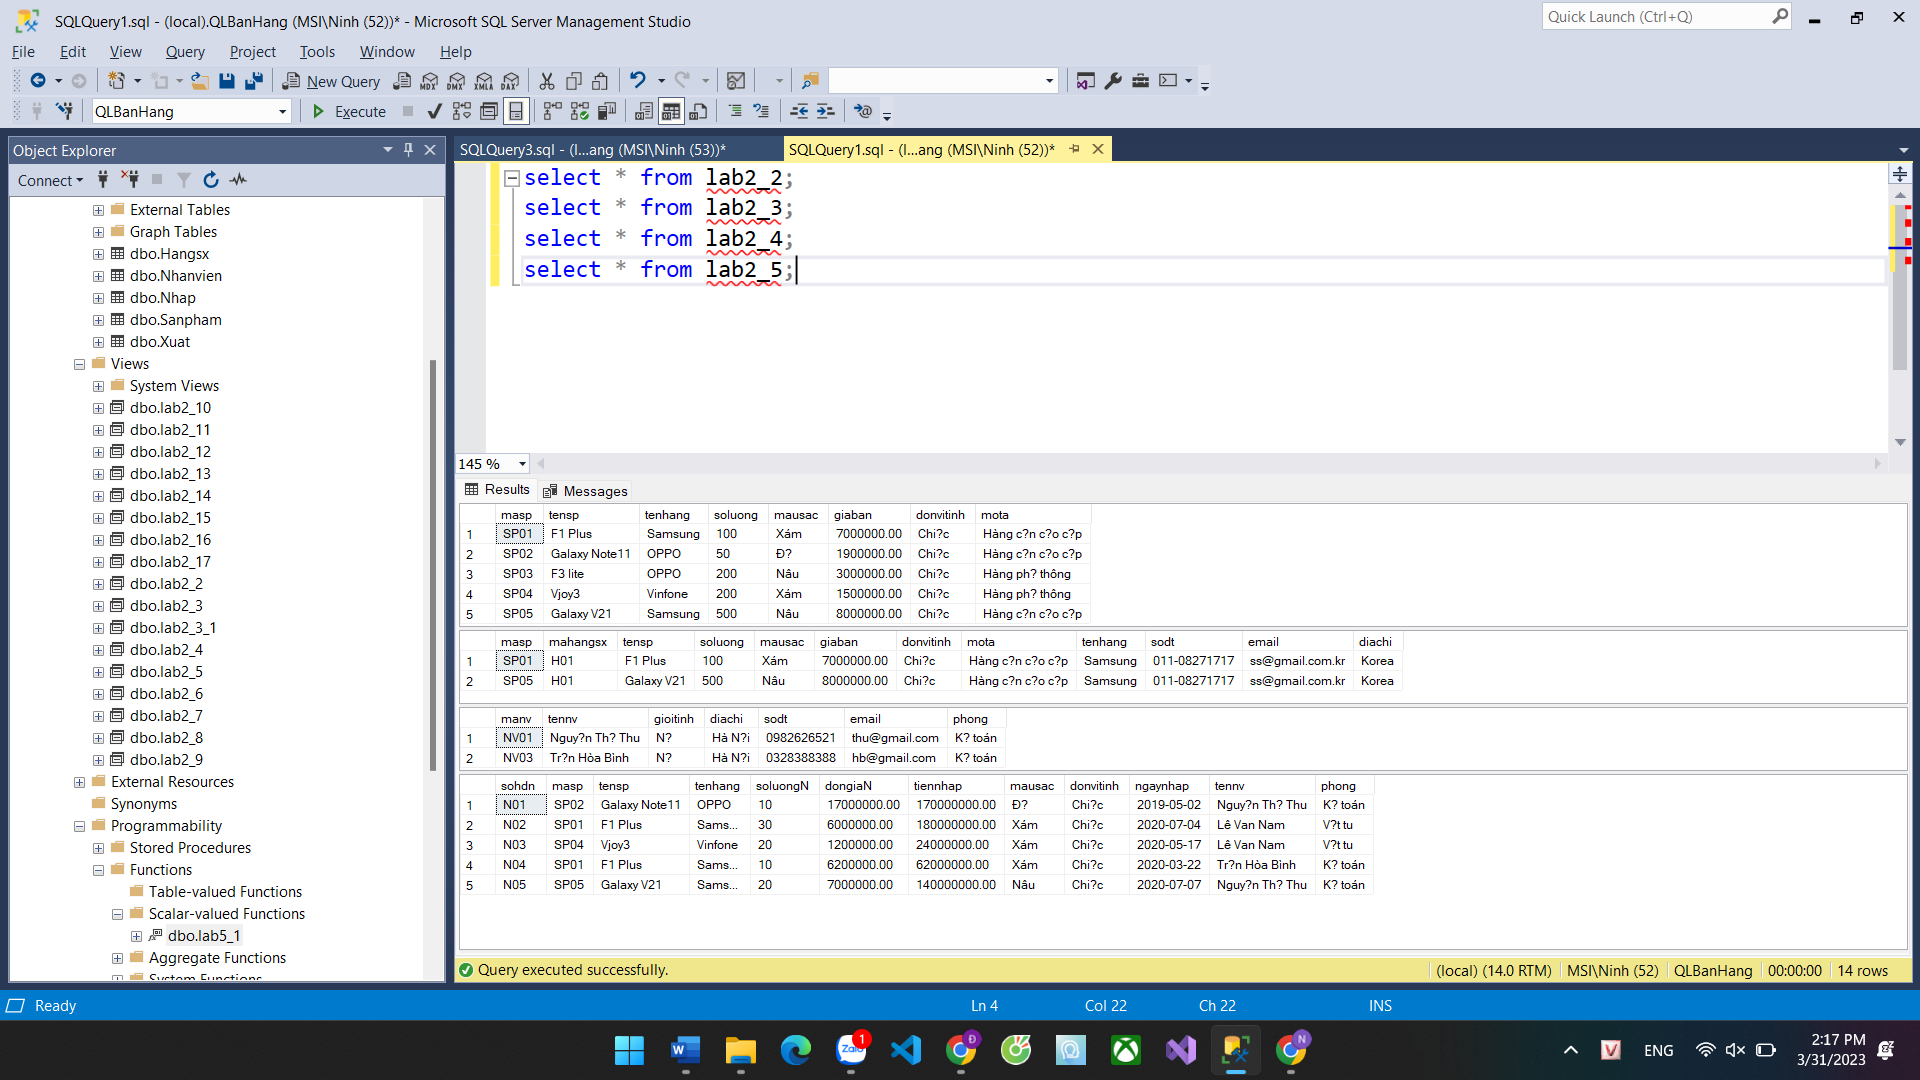 SQLQuery1.sql - (local).QLBanHang (MSI\Ninh (52))* - Microsoft SQL Server Management Studio
Quick Launch (Ctrl+Q)
File Edit View Query Project Tools Window Help
New Query
QLBanHang
Execute
Object Explorer
Connect
External Tables
Graph Tables
dbo.Hangsx
dbo.Nhanvien
dbo.Nhap
dbo.Sanpham
dbo.Xuat
Views
System Views
dbo.lab2_10
dbo.lab2_11
dbo.lab2_12
dbo.lab2_13
dbo.lab2_14
dbo.lab2_15
dbo.lab2_16
dbo.lab2_17
dbo.lab2_2
dbo.lab2_3
dbo.lab2_3_1
dbo.lab2_4
dbo.lab2_5
dbo.lab2_6
dbo.lab2_7
dbo.lab2_8
dbo.lab2_9
External Resources
Synonyms
Programmability
Stored Procedures
Functions
Table-valued Functions
Scalar-valued Functions
dbo.lab5_1
Aggregate Functions
System Functions
SQLQuery3.sql - (l...ang (MSI\Ninh (53))*
SQLQuery1.sql - (l...ang (MSI\Ninh (52))*
select * from lab2_2;
select * from lab2_3;
select * from lab2_4;
select * from lab2_5;
145 %
Results Messages
masp tensp tenhang soluong mausac giaban donvitinh mota
1 SP01 F1 Plus Samsung 100 Xám 7000000.00 Chi?c Hàng c?n c?o c?p
2 SP02 Galaxy Note11 OPPO 50 Đ? 1900000.00 Chi?c Hàng c?n c?o c?p
3 SP03 F3 lite OPPO 200 Nâu 3000000.00 Chi?c Hàng ph? thông
4 SP04 Vjoy3 Vinfone 200 Xám 1500000.00 Chi?c Hàng ph? thông
5 SP05 Galaxy V21 Samsung 500 Nâu 8000000.00 Chi?c Hàng c?n c?o c?p
masp mahangsx tensp soluong mausac giaban donvitinh mota tenhang sodt email diachi
1 SP01 H01 F1 Plus 100 Xám 7000000.00 Chi?c Hàng c?n c?o c?p Samsung 011-08271717 ss@gmail.com.kr Korea
2 SP05 H01 Galaxy V21 500 Nâu 8000000.00 Chi?c Hàng c?n c?o c?p Samsung 011-08271717 ss@gmail.com.kr Korea
manv tennv gioitinh diachi sodt email phong
1 NV01 Nguy?n Th? Thu N? Hà N?i 0982626521 thu@gmail.com K? toán
2 NV03 Tr?n Hòa Bình N? Hà N?i 0328388388 hb@gmail.com K? toán
sohdn masp tensp tenhang soluongN dongiaN tiennhap mausac donvitinh ngaynhap tennv phong
1 N01 SP02 Galaxy Note11 OPPO 10 17000000.00 170000000.00 Đ? Chi?c 2019-05-02 Nguy?n Th? Thu K? toán
2 N02 SP01 F1 Plus Sams... 30 6000000.00 180000000.00 Xám Chi?c 2020-07-04 Lê Van Nam V?t tu
3 N03 SP04 Vjoy3 Vinfone 20 1200000.00 24000000.00 Xám Chi?c 2020-05-17 Lê Van Nam V?t tu
4 N04 SP01 F1 Plus Sams... 10 6200000.00 62000000.00 Xám Chi?c 2020-03-22 Tr?n Hòa Bình K? toán
5 N05 SP05 Galaxy V21 Sams... 20 7000000.00 140000000.00 Nâu Chi?c 2020-07-07 Nguy?n Th? Thu K? toán
Query executed successfully. (local) (14.0 RTM) MSI\Ninh (52) QLBanHang 00:00:00 14 rows
Ready Ln 4 Col 22 Ch 22 INS
ENG
2:17 PM
3/31/2023